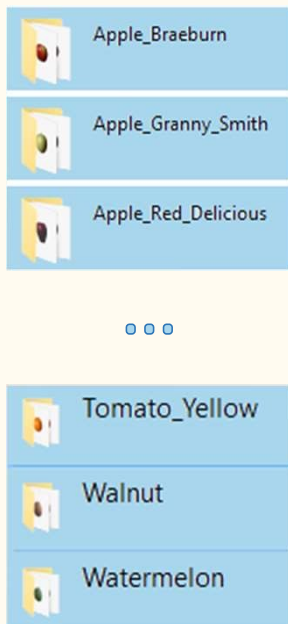 Apple_Braeburn
Apple_Granny_Smith
Apple_Red_Delicious
Tomato_Yellow
Walnut
Watermelon